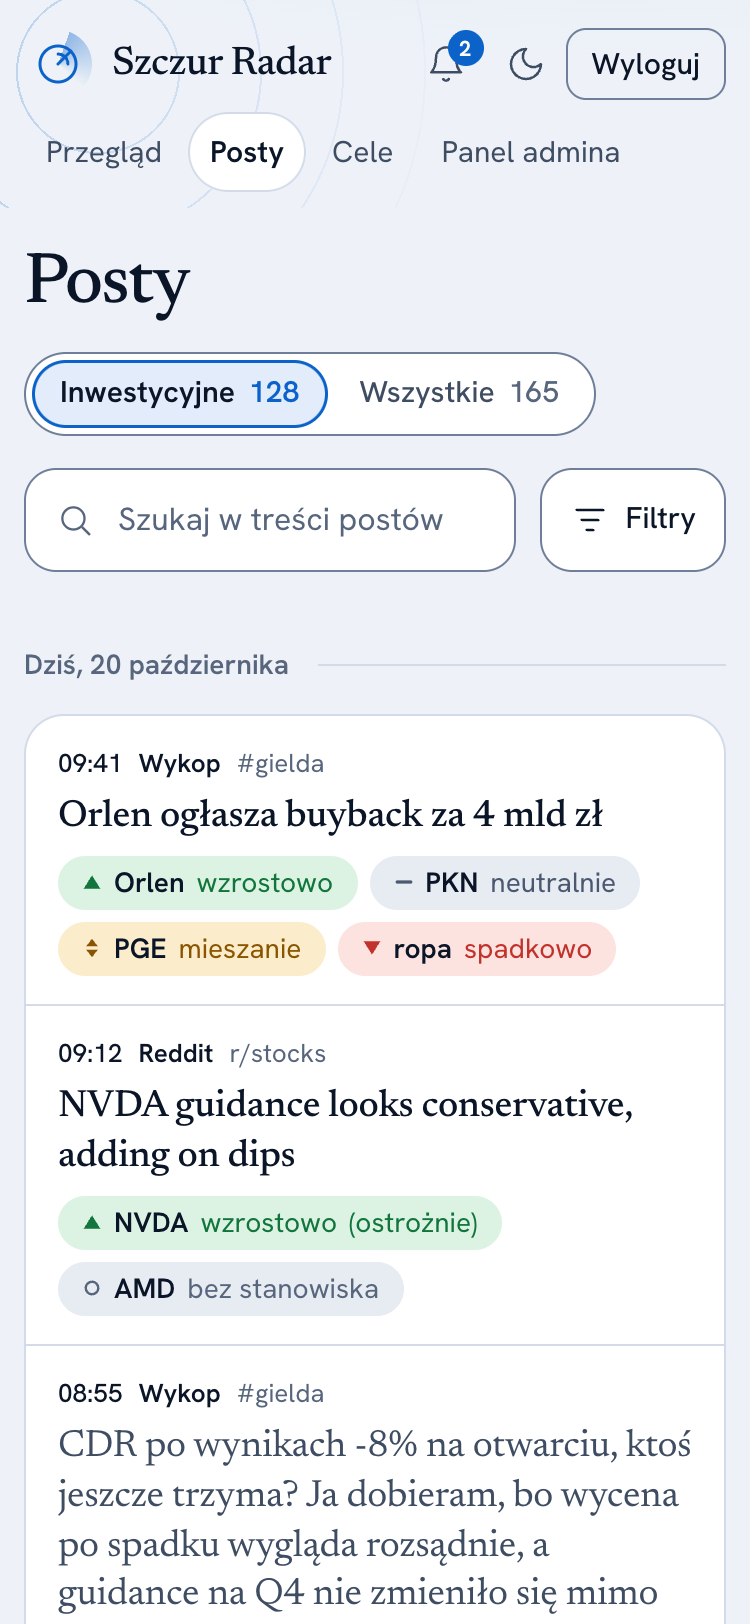 Szczur Radar
2
Wyloguj
Przegląd Posty Cele Panel admina
Posty
Inwestycyjne 128 Wszystkie 165
Szukaj w treści postów
Filtry
Dziś, 20 października
09:41 Wykop #gielda
Orlen ogłasza buyback za 4 mld zł
Orlen wzrostowo PKN neutralnie
PGE mieszanie ropa spadkowo
09:12 Reddit r/stocks
NVDA guidance looks conservative,
adding on dips
NVDA wzrostowo (ostrożnie)
AMD bez stanowiska
08:55 Wykop #gielda
CDR po wynikach -8% na otwarciu, ktoś
jeszcze trzyma? Ja dobieram, bo wycena
po spadku wygląda rozsądnie, a
guidance na Q4 nie zmieniło się mimo